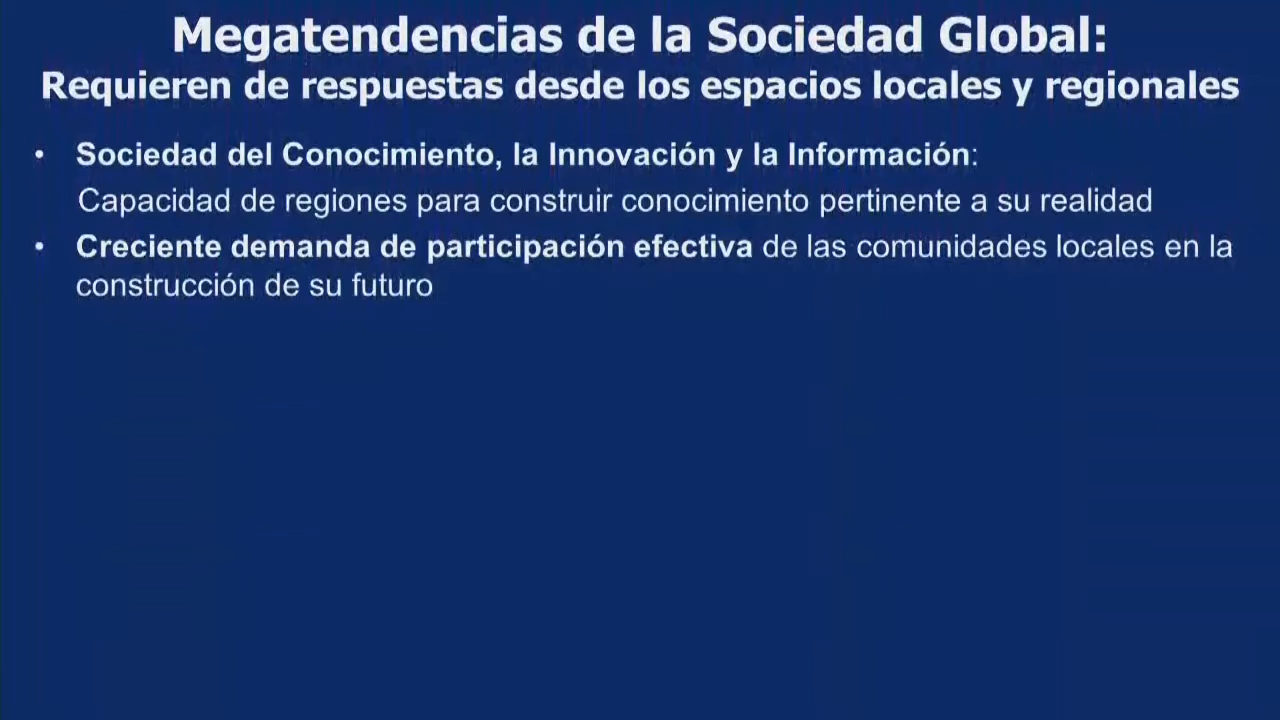 Megatendencias de la Sociedad Global:
Requieren de respuestas desde los espacios locales y regionales
• Sociedad del Conocimiento, la Innovación y la Información:
Capacidad de regiones para construir conocimiento pertinente a su realidad
• Creciente demanda de participación efectiva de las comunidades locales en la
construcción de su futuro